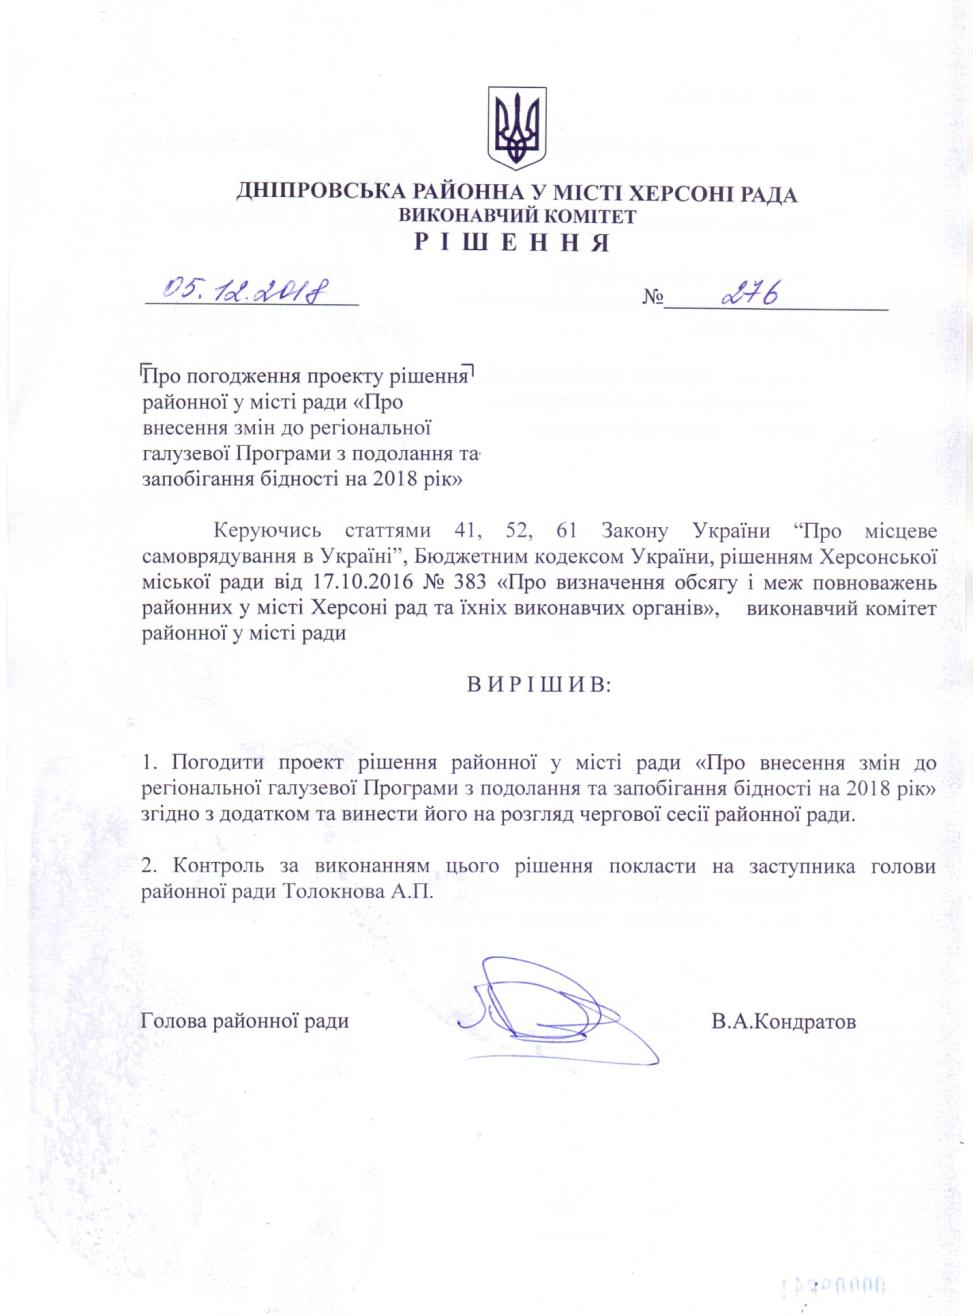 ДНІПРОВСЬКА РАЙОННА У МІСТІ ХЕРСОНІ РАДА
ВИКОНАВЧИЙ КОМІТЕТ
Р І Ш Е Н Н Я
05.12.2018 № 276
Про погодження проекту рішення
районної у місті ради «Про
внесення змін до регіональної
галузевої Програми з подолання та
запобігання бідності на 2018 рік»
Керуючись статтями 41, 52, 61 Закону України “Про місцеве
самоврядування в Україні”, Бюджетним кодексом України, рішенням Херсонської
міської ради від 17.10.2016 № 383 «Про визначення обсягу і меж повноважень
районних у місті Херсоні рад та їхніх виконавчих органів», виконавчий комітет
районної у місті ради
В И Р І Ш И В:
1. Погодити проект рішення районної у місті ради «Про внесення змін до
регіональної галузевої Програми з подолання та запобігання бідності на 2018 рік»
згідно з додатком та винести його на розгляд чергової сесії районної ради.
2. Контроль за виконанням цього рішення покласти на заступника голови
районної ради Толокнова А.П.
Голова районної ради В.А.Кондратов